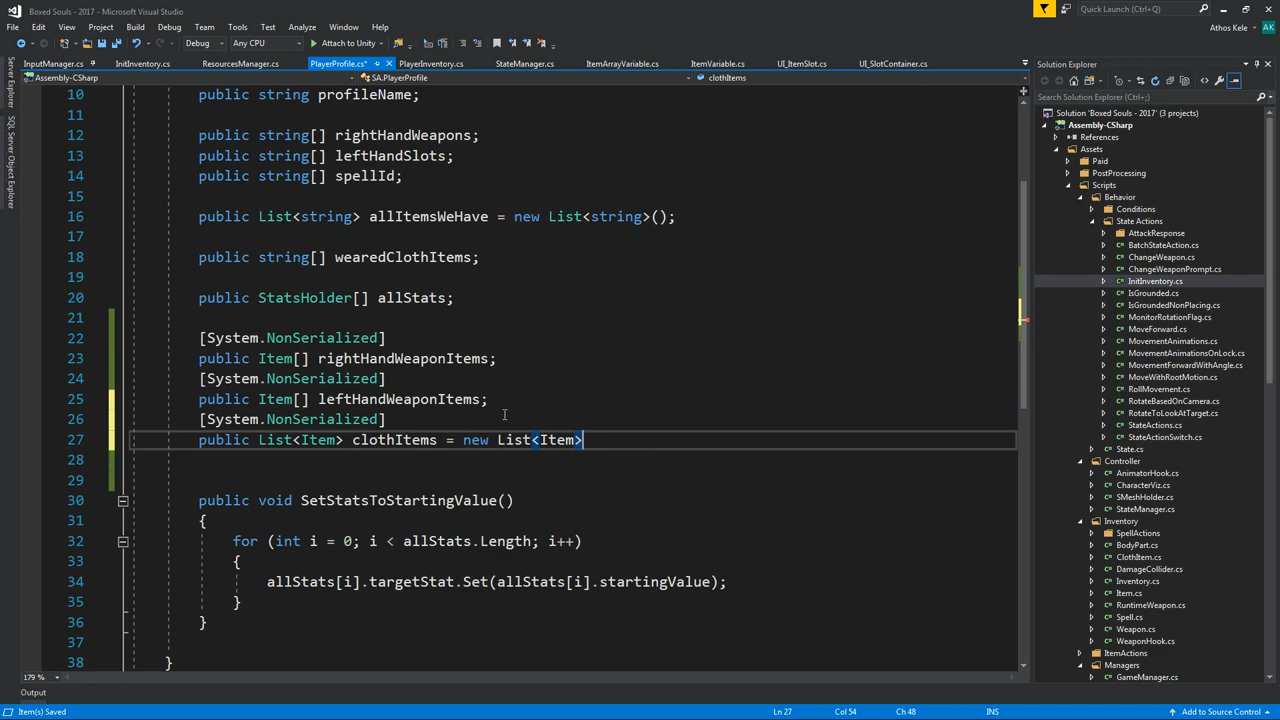 Boxed Souls - 2017 - Microsoft Visual Studio
Quick Launch (Ctrl+Q)
File Edit View Project Build Debug Team Tools Test Analyze Window Help
Athos Kele AK
Debug Any CPU Attach to Unity
InputManager.cs InitInventory.cs ResourcesManager.cs PlayerProfile.cs* PlayerInventory.cs StateManager.cs ItemArrayVariable.cs ItemVariable.cs UI_ItemSlot.cs UI_SlotContainer.cs
Assembly-CSharp SA.PlayerProfile clothItems
Server Explorer
SQL Server Object Explorer
10 public string profileName;
11
12 public string[] rightHandWeapons;
13 public string[] leftHandSlots;
14 public string[] spellId;
15
16 public List<string> allItemsWeHave = new List<string>();
17
18 public string[] wearedClothItems;
19
20 public StatsHolder[] allStats;
21
22 [System.NonSerialized]
23 public Item[] rightHandWeaponItems;
24 [System.NonSerialized]
25 public Item[] leftHandWeaponItems;
26 [System.NonSerialized]
27 public List<Item> clothItems = new List<Item>
28
29
30 public void SetStatsToStartingValue()
31 {
32 for (int i = 0; i < allStats.Length; i++)
33 {
34 allStats[i].targetStat.Set(allStats[i].startingValue);
35 }
36 }
37
38 }
179 %
Output
Item(s) Saved Ln 27 Col 54 Ch 48 INS Add to Source Control
Solution Explorer
Search Solution Explorer (Ctrl+;)
Solution 'Boxed Souls - 2017' (3 projects)
Assembly-CSharp
References
Assets
Paid
PostProcessing
Scripts
Behavior
Conditions
State Actions
AttackResponse
BatchStateAction.cs
ChangeWeapon.cs
ChangeWeaponPrompt.cs
InitInventory.cs
IsGrounded.cs
IsGroundedNonPlacing.cs
MonitorRotationFlag.cs
MoveForward.cs
MovementAnimations.cs
MovementAnimationsOnLock.cs
MovementForwardWithAngle.cs
MoveWithRootMotion.cs
RollMovement.cs
RotateBasedOnCamera.cs
RotateToLookAtTarget.cs
StateActions.cs
StateActionSwitch.cs
State.cs
Controller
AnimatorHook.cs
CharacterViz.cs
SMeshHolder.cs
StateManager.cs
Inventory
SpellActions
BodyPart.cs
ClothItem.cs
DamageCollider.cs
Inventory.cs
Item.cs
RuntimeWeapon.cs
Spell.cs
Weapon.cs
WeaponHook.cs
ItemActions
Managers
GameManager.cs